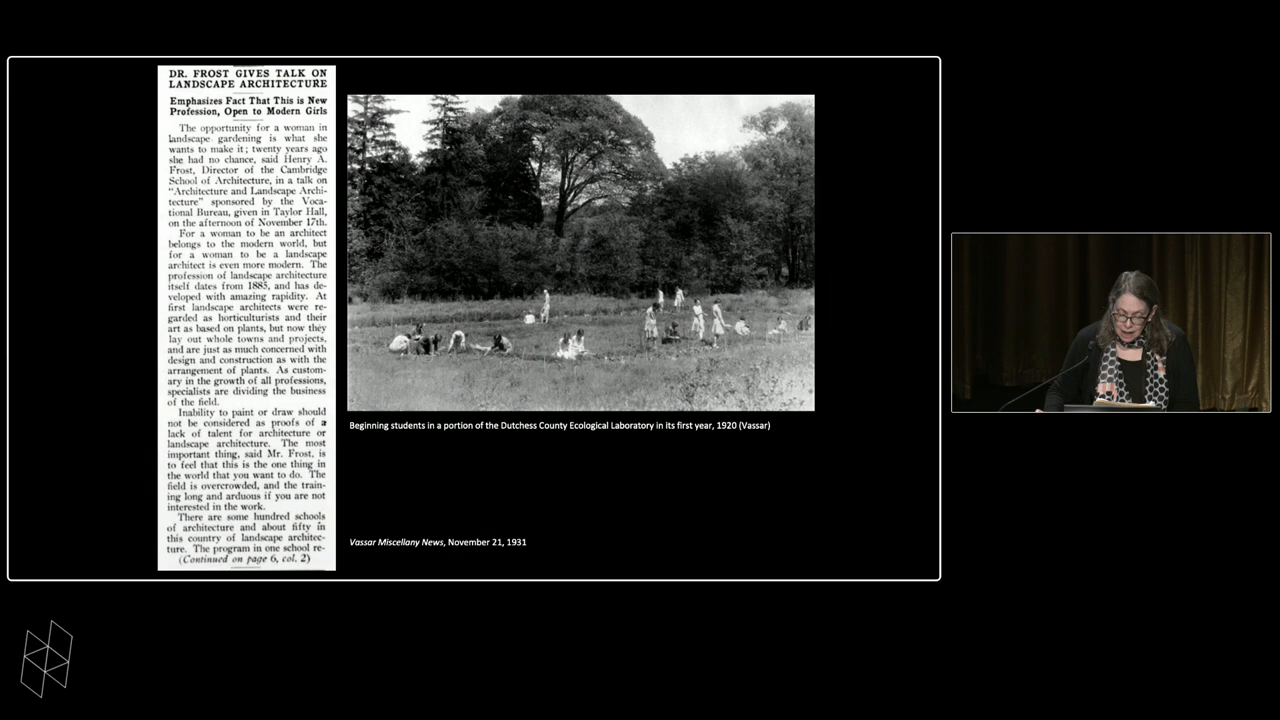 DR. FROST GIVES TALK ON
LANDSCAPE ARCHITECTURE
Emphasizes Fact That This is New
Profession, Open to Modern Girls
The opportunity for a woman in
landscape gardening is what she
wants to make it; twenty years ago
she had no chance, said Henry A.
Frost, Director of the Cambridge
School of Architecture, in a talk on
"Architecture and Landscape Archi-
tecture" sponsored by the Voca-
tional Bureau, given in Taylor Hall,
on the afternoon of November 17th.
For a woman to be an architect
belongs to the modern world, but
for a woman to be a landscape
architect is even more modern. The
profession of landscape architecture
itself dates from 1885, and has de-
veloped with amazing rapidity. At
first landscape architects were re-
garded as horticulturists and their
art as based on plants, but now they
lay out whole towns and projects,
and are just as much concerned with
design and construction as with the
arrangement of plants. As custom-
ary in the growth of all professions,
specialists are dividing the business
of the field.
Inability to paint or draw should
not be considered as proofs of a
lack of talent for architecture or
landscape architecture. The most
important thing, said Mr. Frost, is
to feel that this is the one thing in
the world that you want to do. The
field is overcrowded, and the train-
ing long and arduous if you are not
interested in the work.
There are some hundred schools
of architecture and about fifty in
this country of landscape architec-
ture. The program in one school re-
(Continued on page 6, col. 2)
Beginning students in a portion of the Dutchess County Ecological Laboratory in its first year, 1920 (Vassar)
Vassar Miscellany News, November 21, 1931